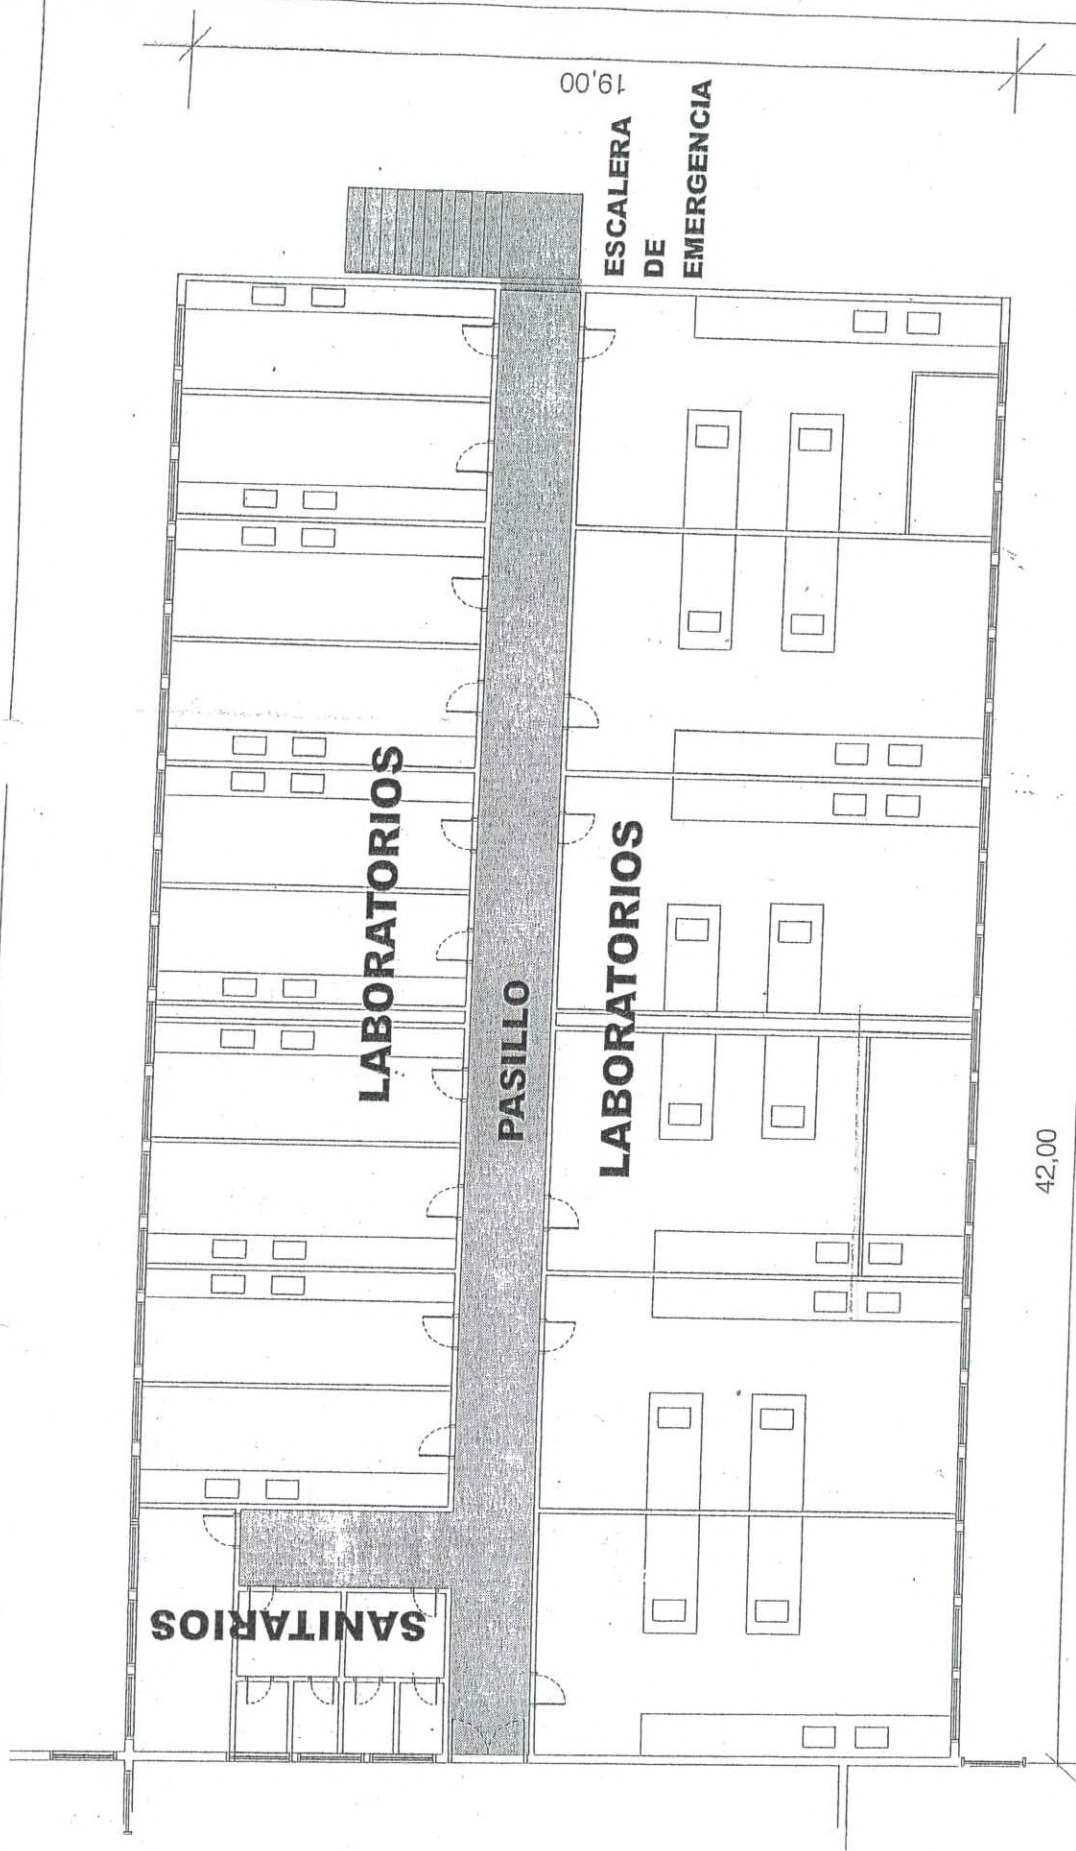 19,00
ESCALERA
DE
EMERGENCIA
LABORATORIOS
PASILLO
LABORATORIOS
42,00
SANITARIOS